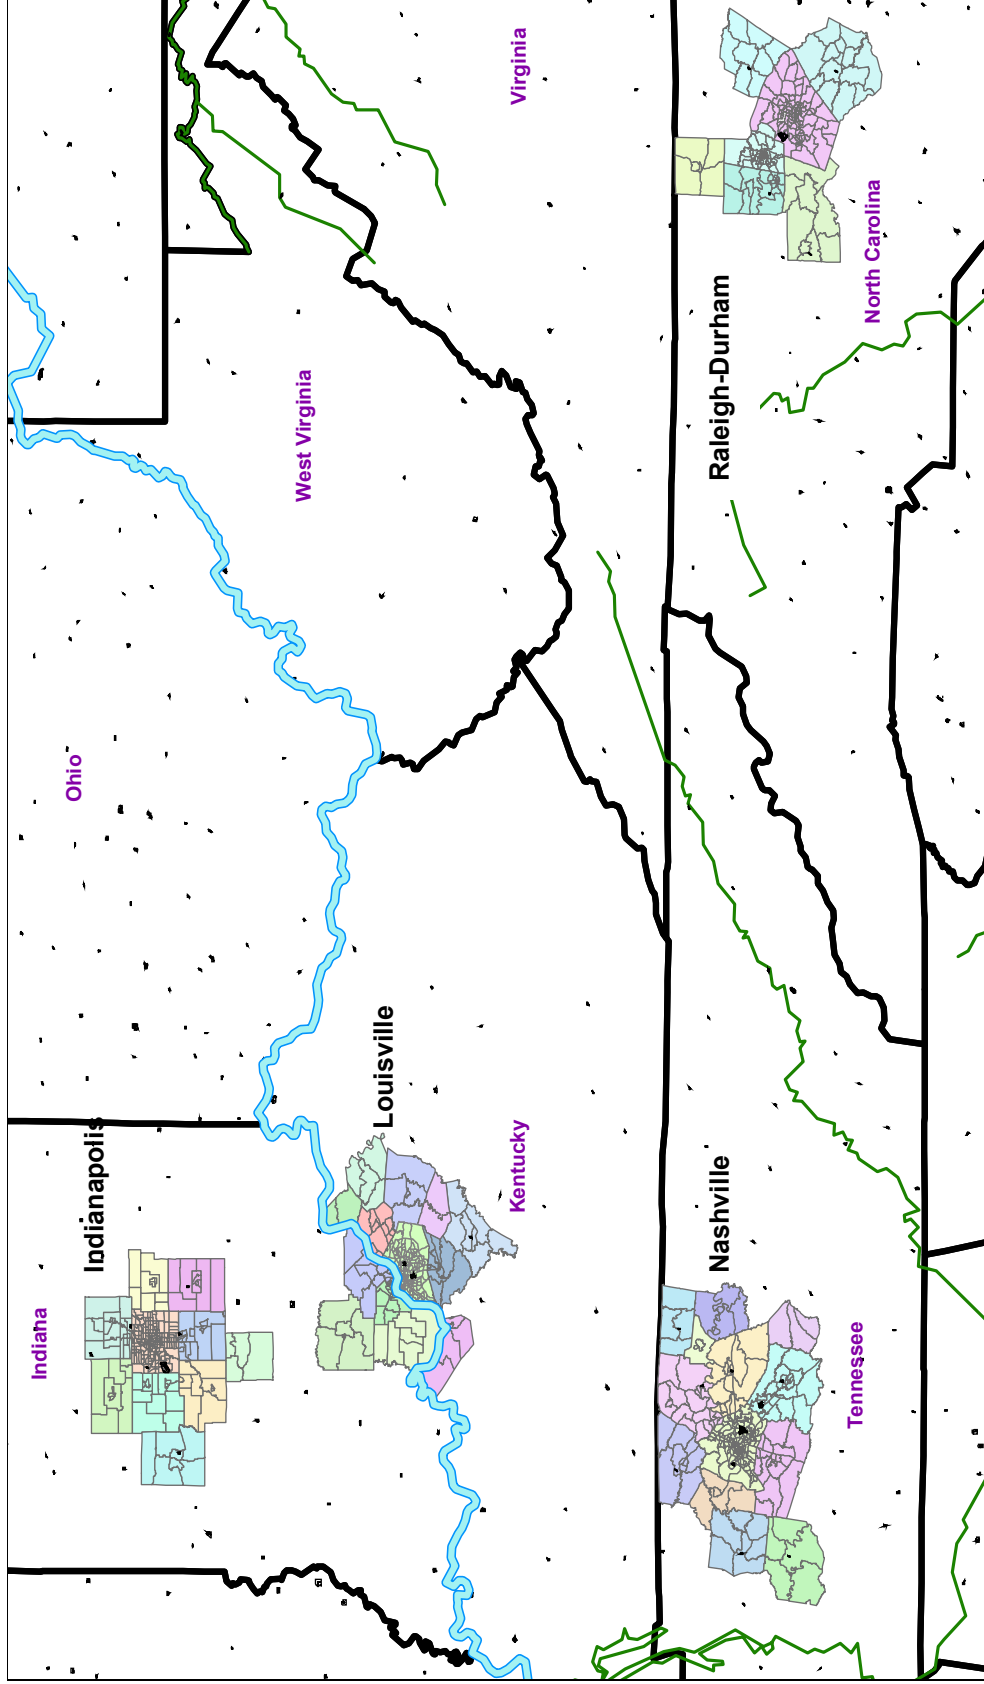 Indiana
Indianapolis
Ohio
Louisville
West Virginia
Kentucky
Virginia
Nashville
Raleigh-Durham
Tennessee
North Carolina